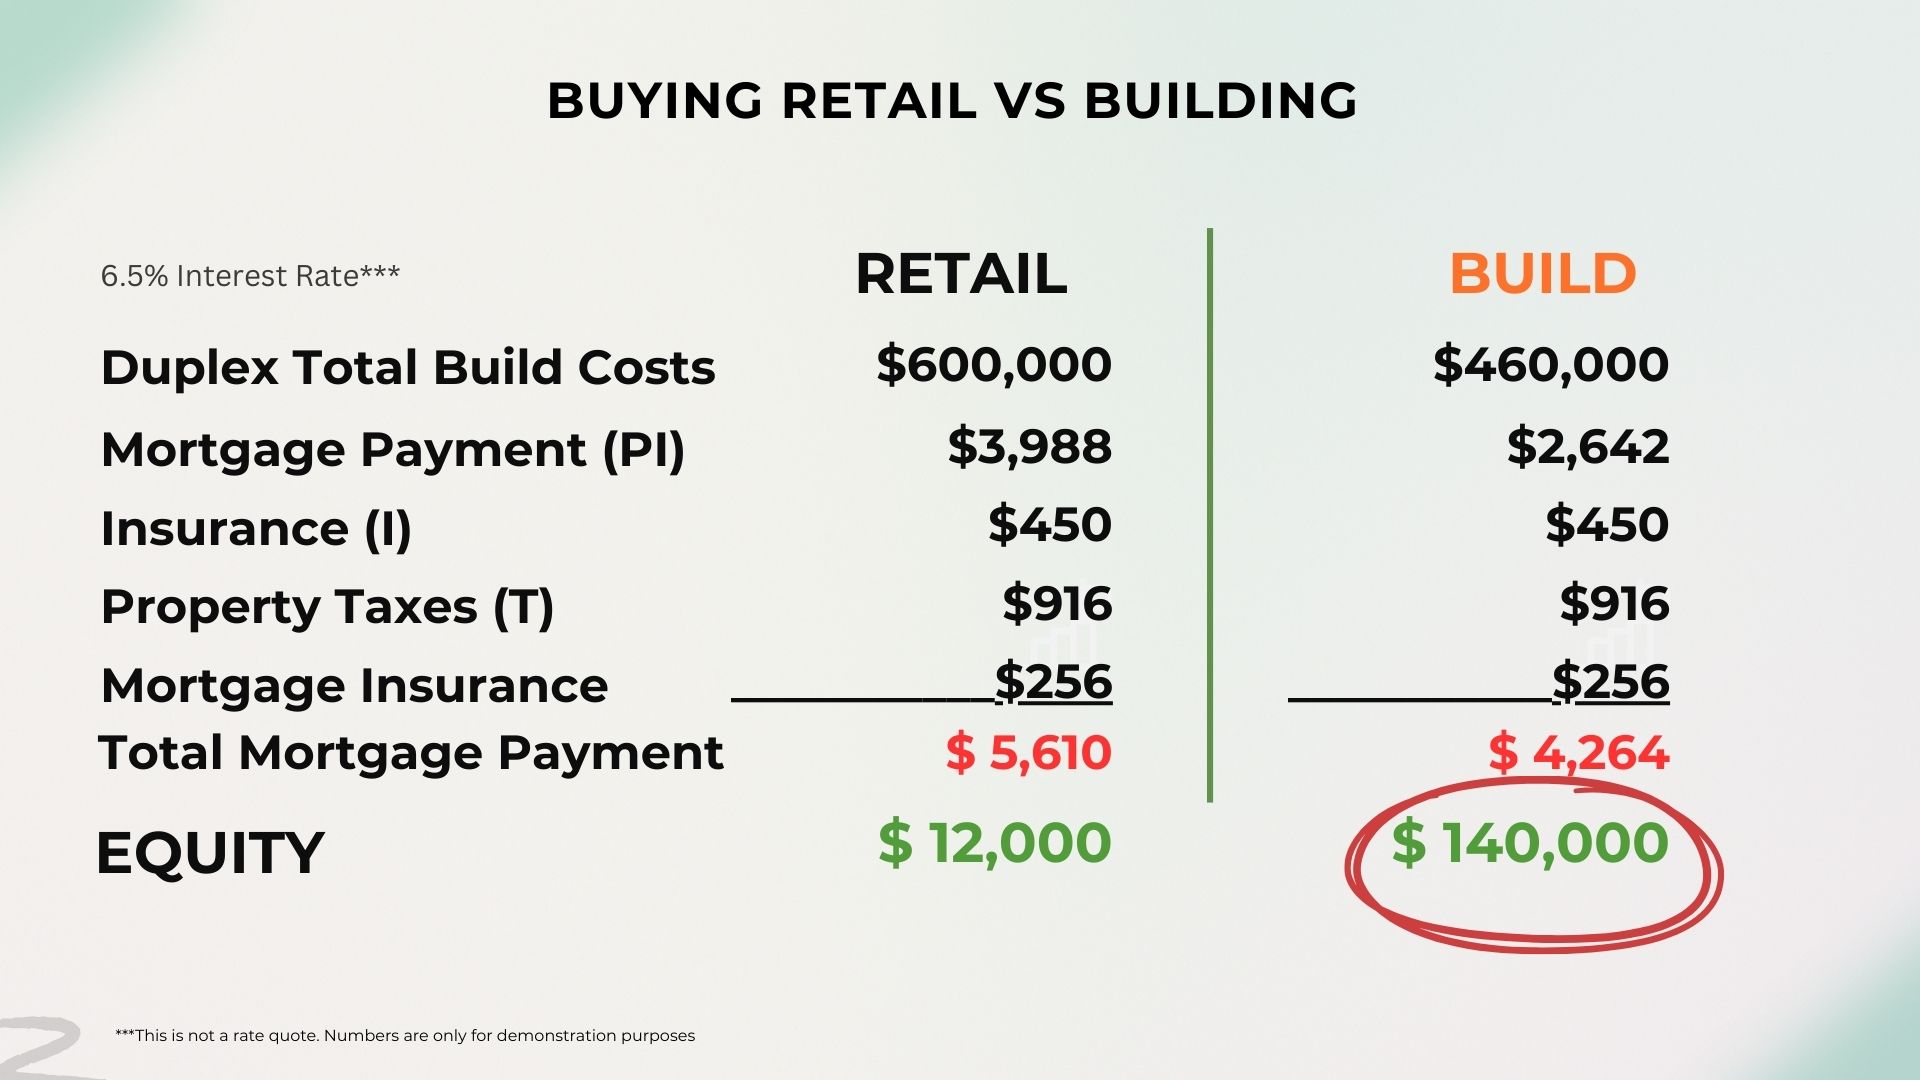 BUYING RETAIL VS BUILDING
6.5% Interest Rate*** RETAIL BUILD
Duplex Total Build Costs $600,000 $460,000
Mortgage Payment (PI) $3,988 $2,642
Insurance (I) $450 $450
Property Taxes (T) $916 $916
Mortgage Insurance $256 $256
Total Mortgage Payment $ 5,610 $ 4,264
EQUITY $ 12,000 $ 140,000
***This is not a rate quote. Numbers are only for demonstration purposes